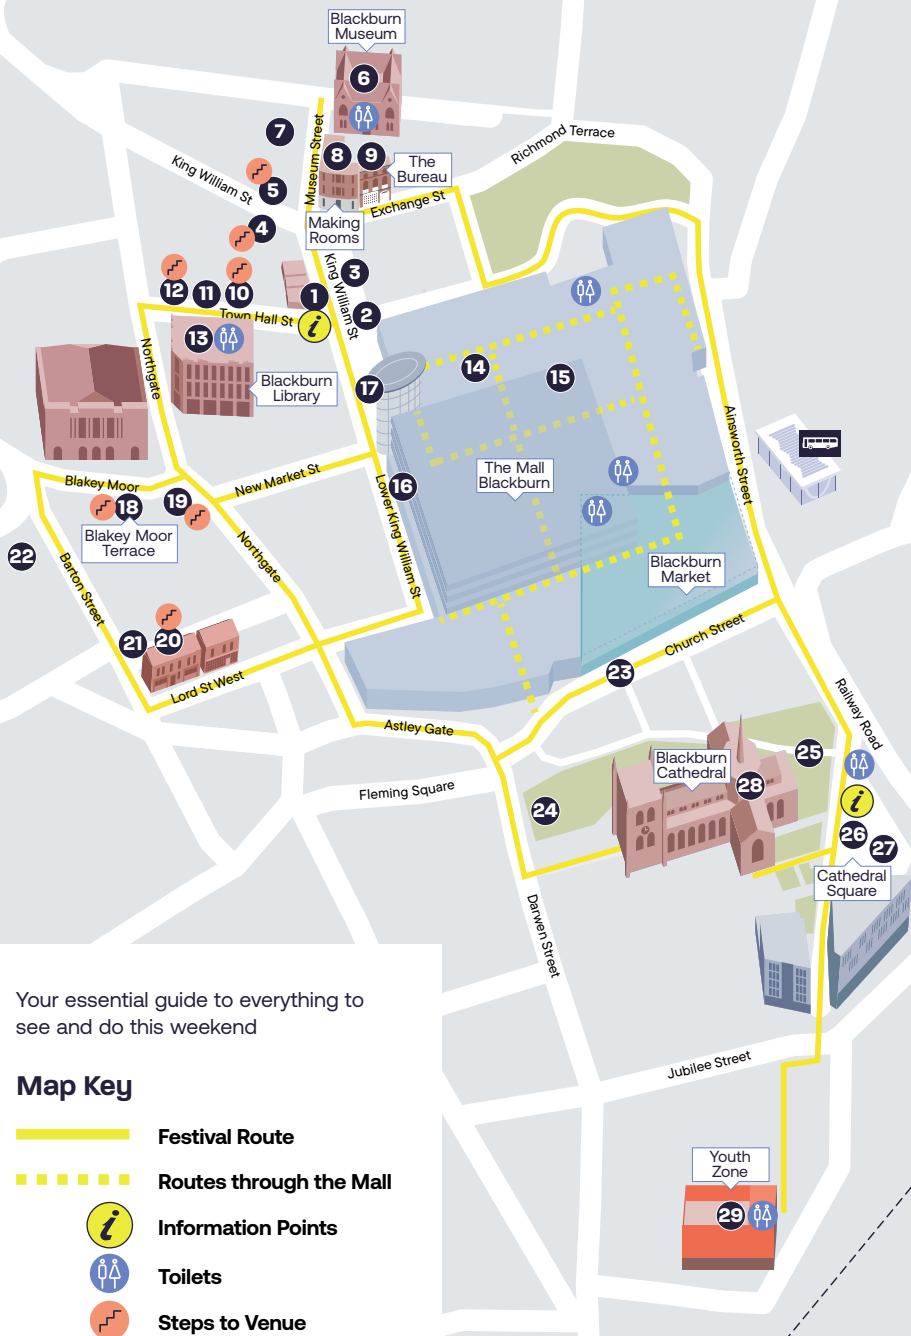 Blackburn
Museum
6
7
Museum Street
8
9
The
Bureau
Richmond Terrace
King William St
5
Exchange St
Making
Rooms
4
King William St
3
12
11
10
1
2
Town Hall St
i
13
Blackburn
Library
Northgate
17
14
15
Ainsworth Street
The Mall
Blackburn
New Market St
Lower King William St
16
Blakey Moor
18
19
Blakey Moor
Terrace
22
Northgate
Barton Street
Blackburn
Market
21
20
Lord St West
Church Street
23
Astley Gate
Railway Road
Fleming Square
Blackburn
Cathedral
28
25
24
i
26
27
Cathedral
Square
Darwen Street
Jubilee Street
Youth
Zone
29
Your essential guide to everything to
see and do this weekend
Map Key
Festival Route
Routes through the Mall
i
Information Points
Toilets
Steps to Venue